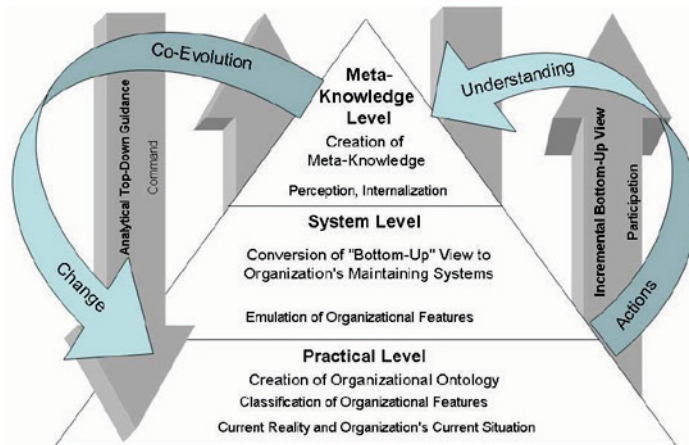 Co-Evolution
Meta-
Knowledge
Level
Creation of
Meta-Knowledge
Perception, Internalization
Understanding
Analytical Top-Down Guidance
Command
Incremental Bottom-Up View
Participation
System Level
Conversion of "Bottom-Up" View to
Organization's Maintaining Systems
Emulation of Organizational Features
Change
Actions
Practical Level
Creation of Organizational Ontology
Classification of Organizational Features
Current Reality and Organization's Current Situation